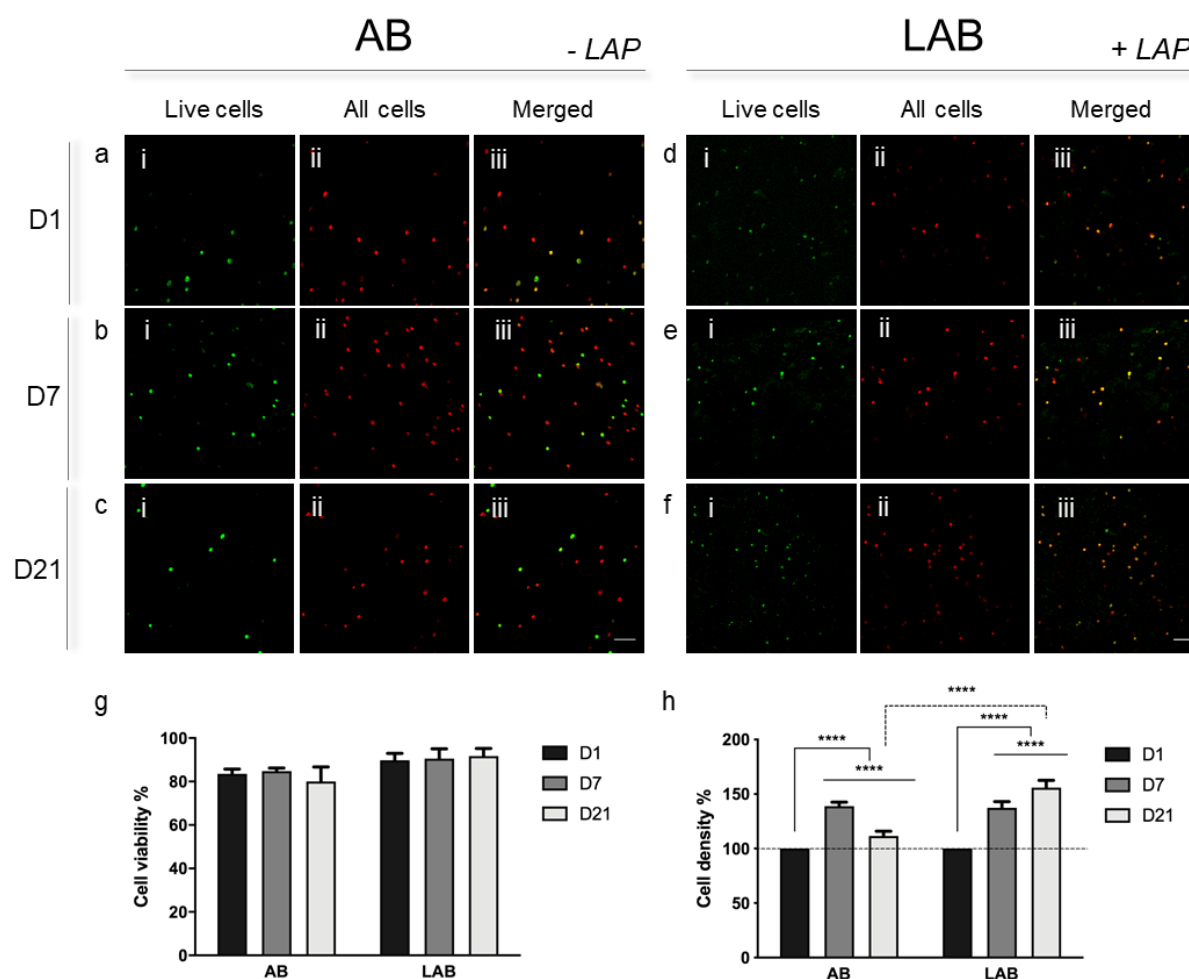 AB - LAP LAB + LAP
Live cells All cells Merged Live cells All cells Merged
D1 a i ii iii d i ii iii
D7 b i ii iii e i ii iii
D21 c i ii iii f i ii iii
g
Cell viability %
100
80
60
40
20
0
AB LAB
D1
D7
D21
h
Cell density %
200
150
100
50
0
****
****
****
****
****
AB LAB
D1
D7
D21